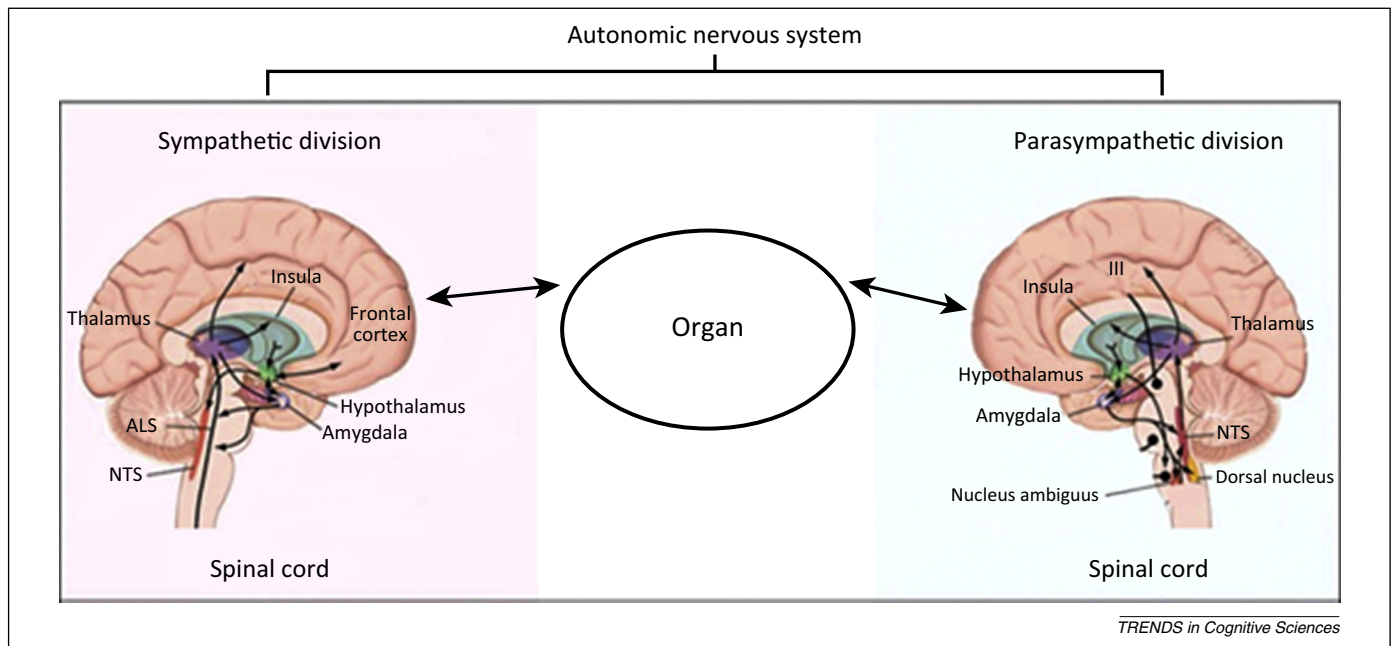 Autonomic nervous system
Sympathetic division
Insula
Thalamus
Frontal
cortex
Hypothalamus
Amygdala
ALS
NTS
Spinal cord
Organ
Parasympathetic division
III
Insula
Thalamus
Hypothalamus
Amygdala
NTS
Dorsal nucleus
Nucleus ambiguus
Spinal cord
TRENDS in Cognitive Sciences